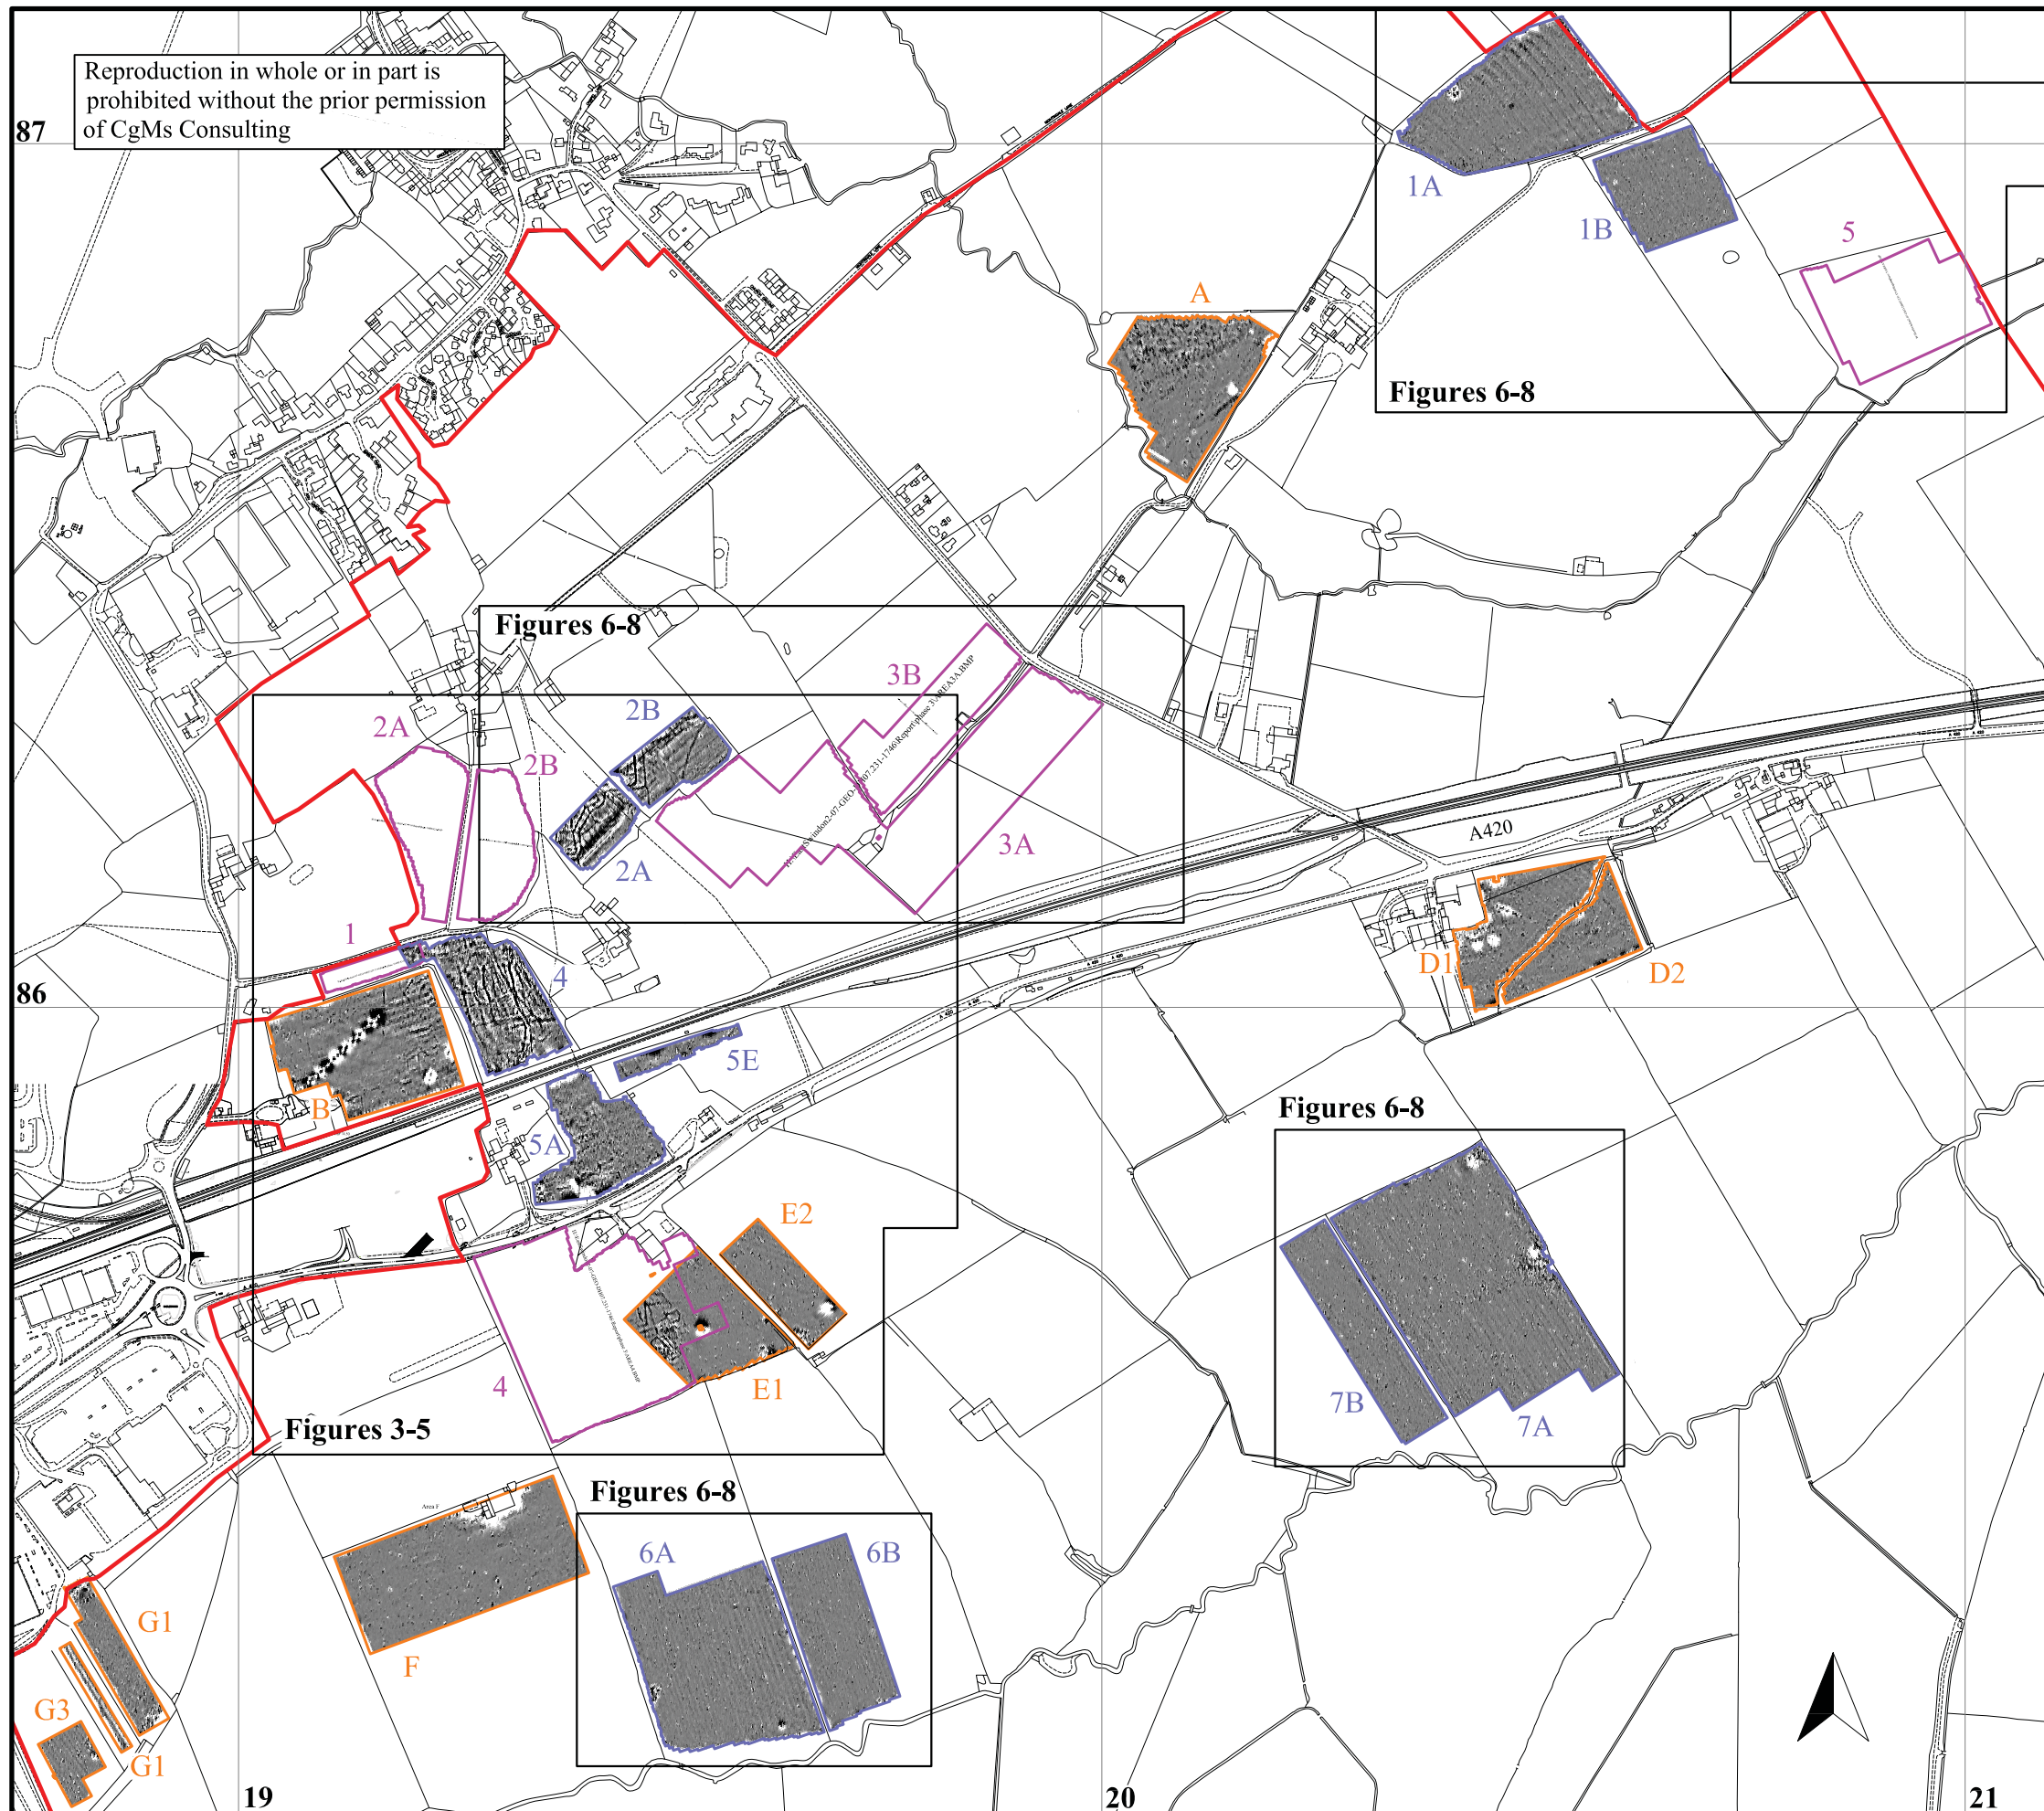 Reproduction in whole or in part is
prohibited without the prior permission
of CgMs Consulting
87
1A
1B
5
A
Figures 6-8
Figures 6-8
3B
2B
2A
2B
3A
2A
A420
1
4
D1
D2
86
5E
B
5A
Figures 6-8
E2
E1
4
7B
7A
Figures 3-5
Figures 6-8
Area F
6A
6B
G1
F
G3
G1
19
20
21